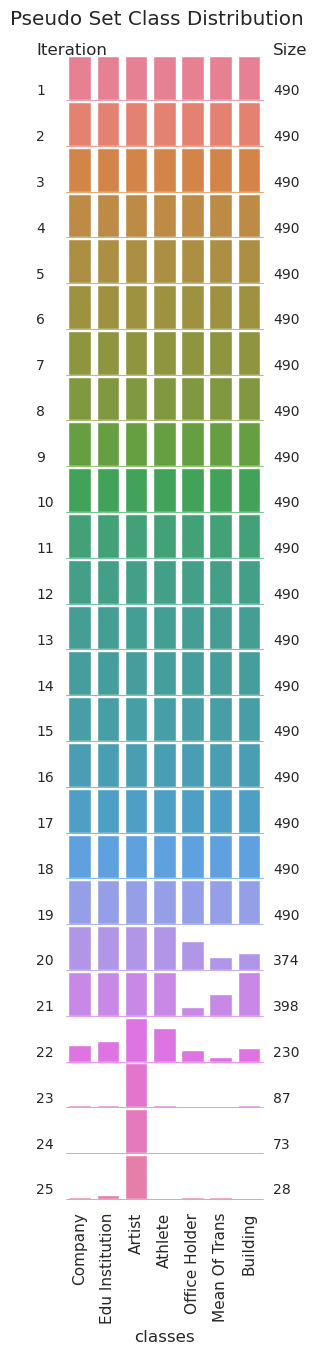 Pseudo Set Class Distribution
Iteration Size
1 490
2 490
3 490
4 490
5 490
6 490
7 490
8 490
9 490
10 490
11 490
12 490
13 490
14 490
15 490
16 490
17 490
18 490
19 490
20 374
21 398
22 230
23 87
24 73
25 28
Company
Edu Institution
Artist
Athlete
Office Holder
Mean Of Trans
Building
classes